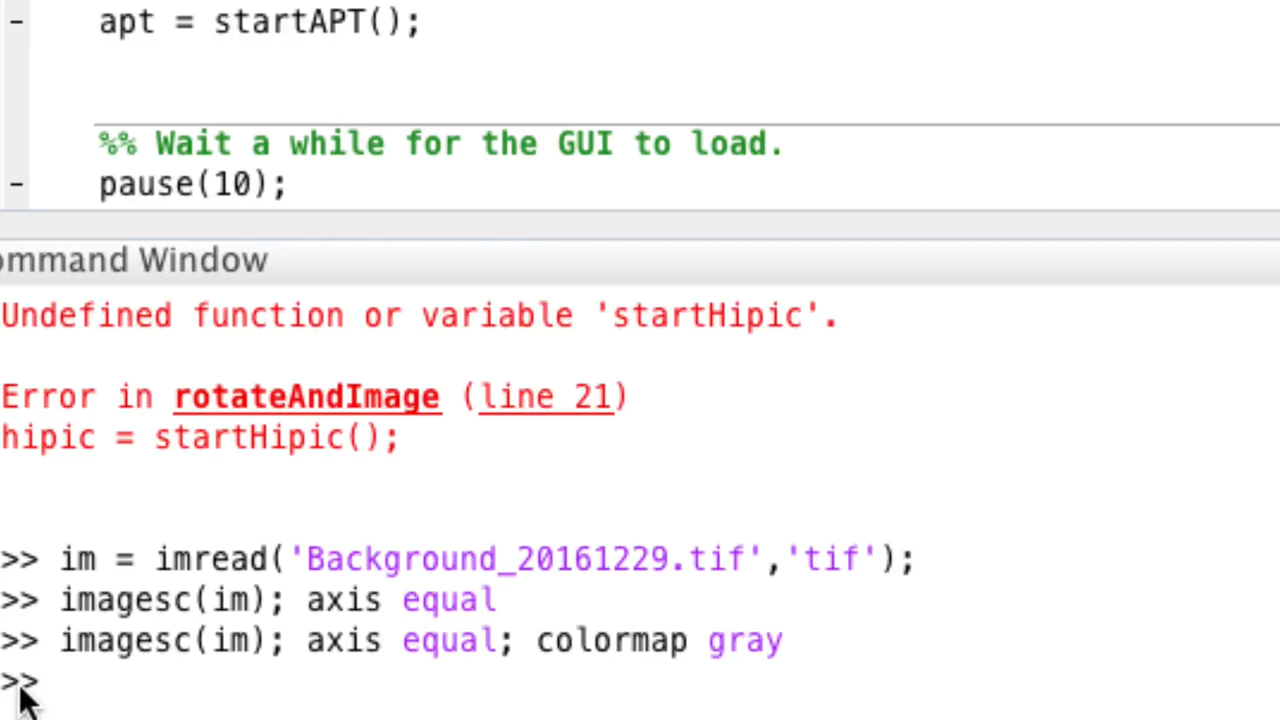 - apt = startAPT();
%% Wait a while for the GUI to load.
- pause(10);
ommand Window
Undefined function or variable 'startHipic'.
Error in rotateAndImage (line 21)
hipic = startHipic();
>> im = imread('Background_20161229.tif','tif');
>> imagesc(im); axis equal
>> imagesc(im); axis equal; colormap gray
>>